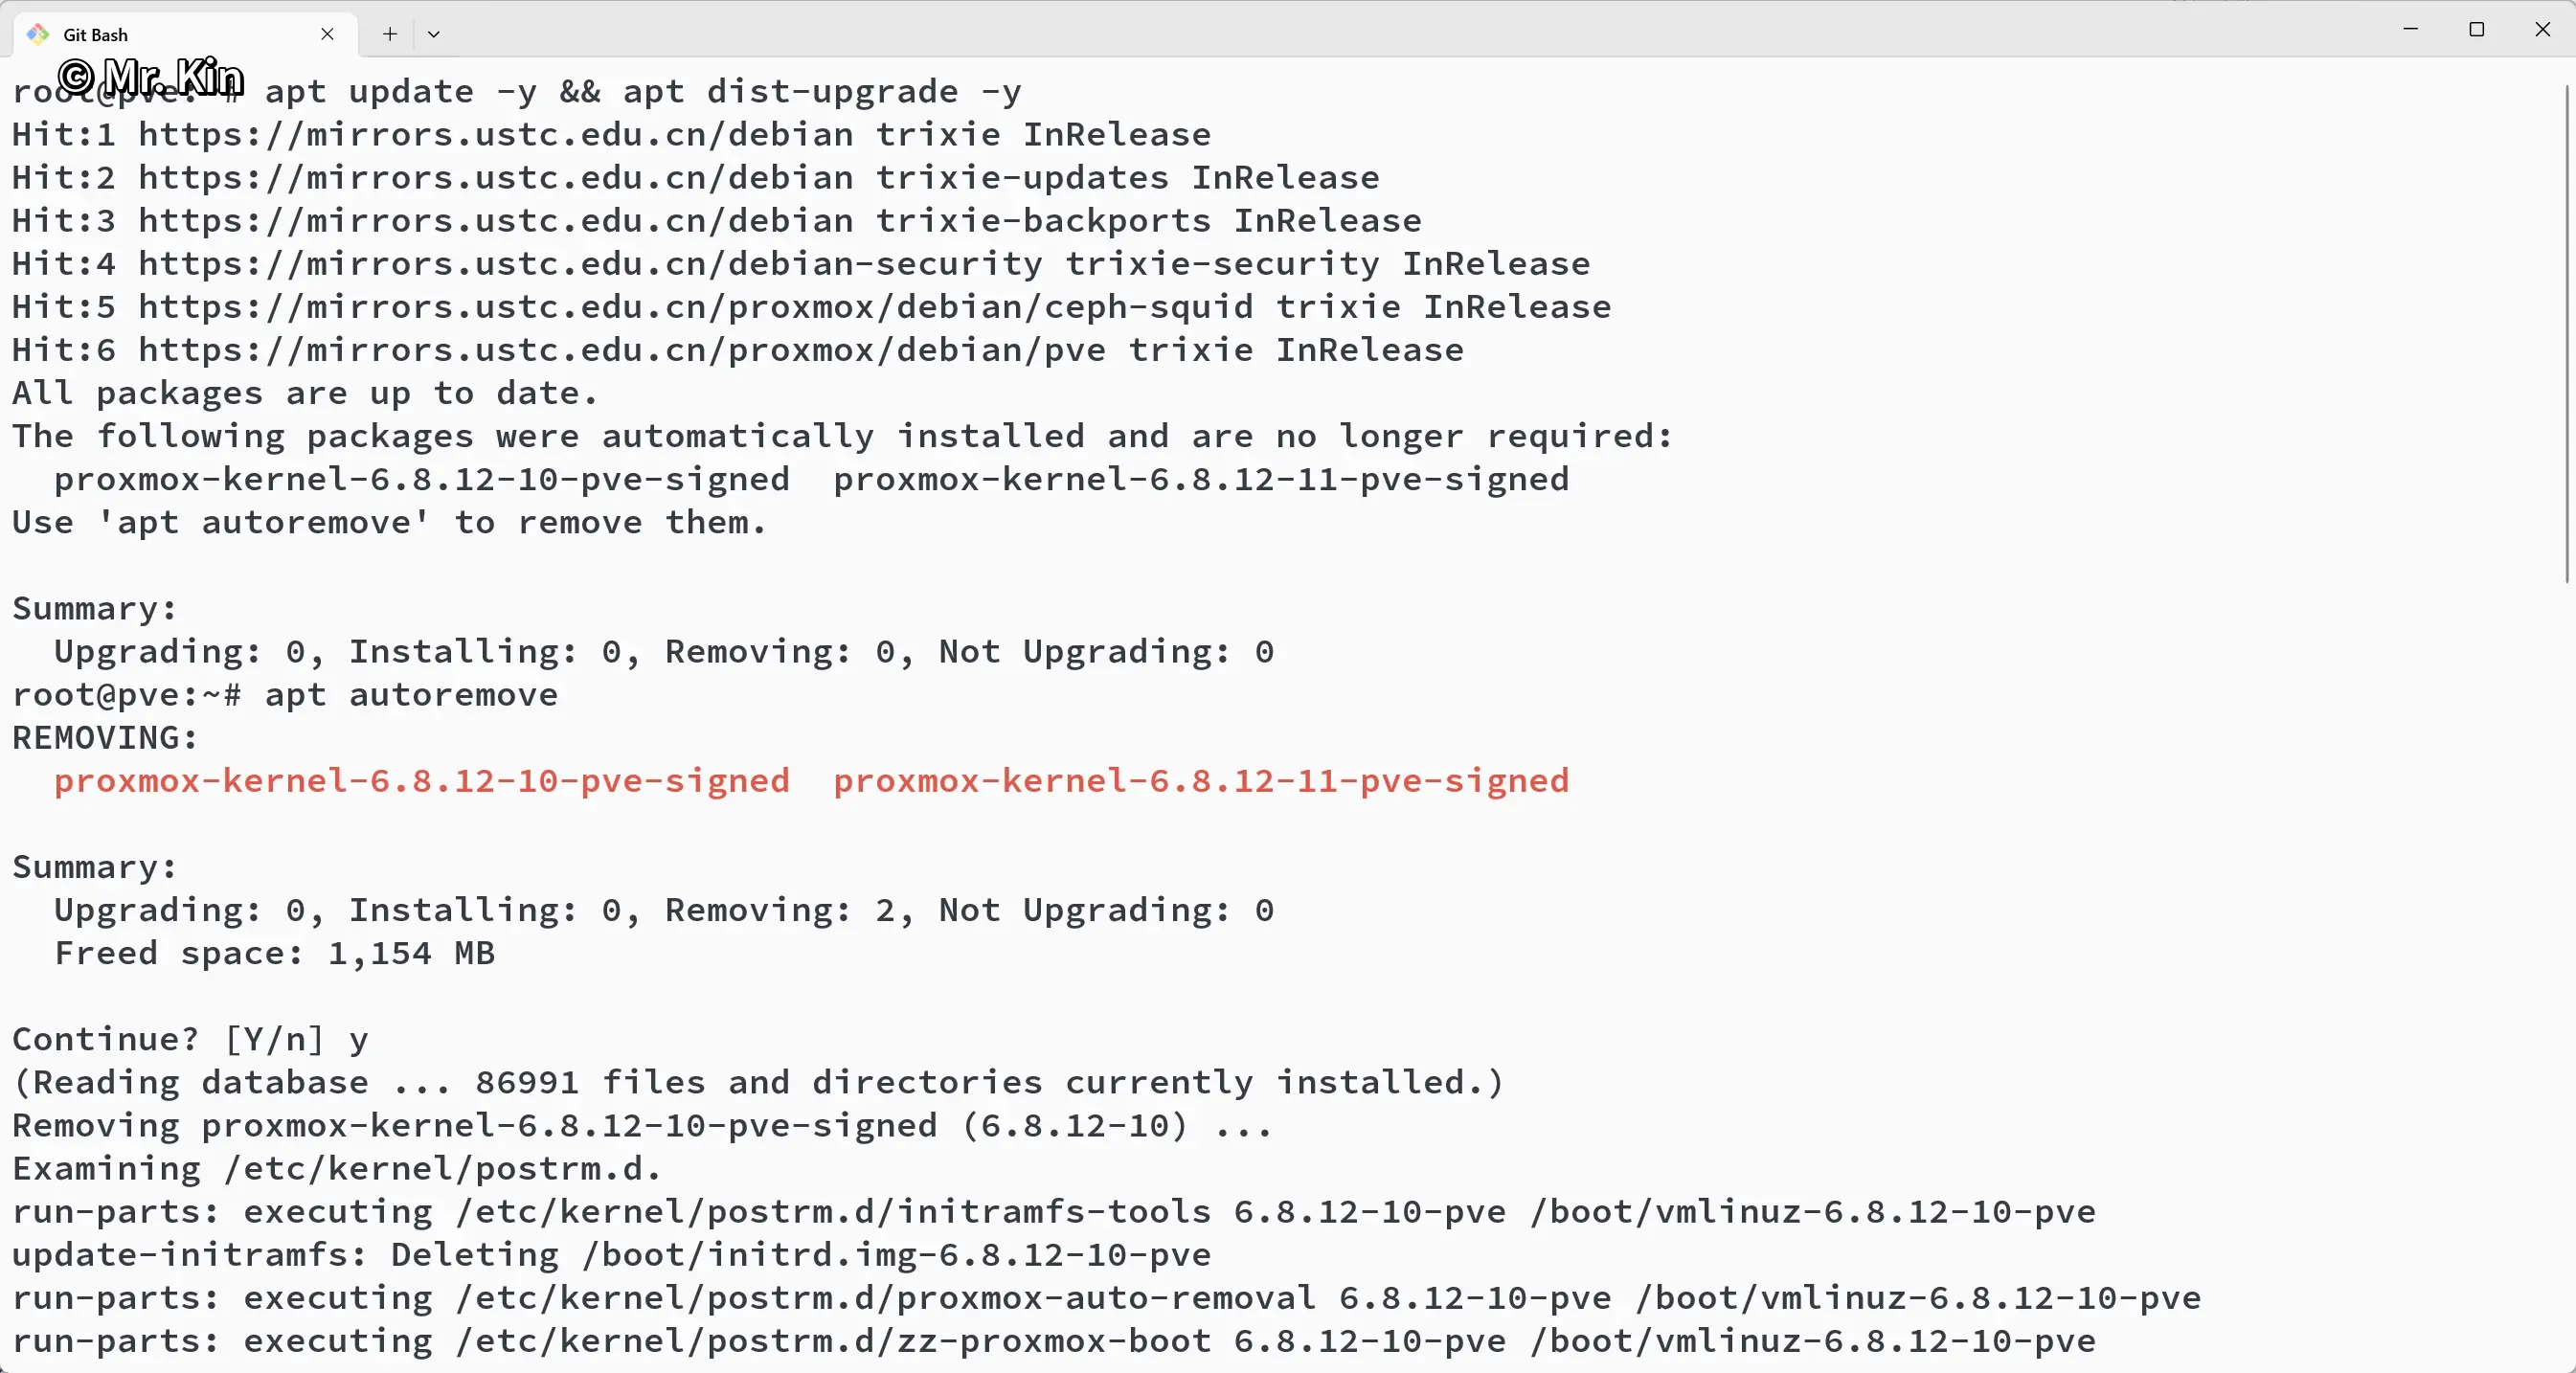 Git Bash
© Mr. Kin
root@pve:~# apt update -y && apt dist-upgrade -y
Hit:1 https://mirrors.ustc.edu.cn/debian trixie InRelease
Hit:2 https://mirrors.ustc.edu.cn/debian trixie-updates InRelease
Hit:3 https://mirrors.ustc.edu.cn/debian trixie-backports InRelease
Hit:4 https://mirrors.ustc.edu.cn/debian-security trixie-security InRelease
Hit:5 https://mirrors.ustc.edu.cn/proxmox/debian/ceph-squid trixie InRelease
Hit:6 https://mirrors.ustc.edu.cn/proxmox/debian/pve trixie InRelease
All packages are up to date.
The following packages were automatically installed and are no longer required:
  proxmox-kernel-6.8.12-10-pve-signed  proxmox-kernel-6.8.12-11-pve-signed
Use 'apt autoremove' to remove them.

Summary:
  Upgrading: 0, Installing: 0, Removing: 0, Not Upgrading: 0
root@pve:~# apt autoremove
REMOVING:
  proxmox-kernel-6.8.12-10-pve-signed  proxmox-kernel-6.8.12-11-pve-signed

Summary:
  Upgrading: 0, Installing: 0, Removing: 2, Not Upgrading: 0
  Freed space: 1,154 MB

Continue? [Y/n] y
(Reading database ... 86991 files and directories currently installed.)
Removing proxmox-kernel-6.8.12-10-pve-signed (6.8.12-10) ...
Examining /etc/kernel/postrm.d.
run-parts: executing /etc/kernel/postrm.d/initramfs-tools 6.8.12-10-pve /boot/vmlinuz-6.8.12-10-pve
update-initramfs: Deleting /boot/initrd.img-6.8.12-10-pve
run-parts: executing /etc/kernel/postrm.d/proxmox-auto-removal 6.8.12-10-pve /boot/vmlinuz-6.8.12-10-pve
run-parts: executing /etc/kernel/postrm.d/zz-proxmox-boot 6.8.12-10-pve /boot/vmlinuz-6.8.12-10-pve